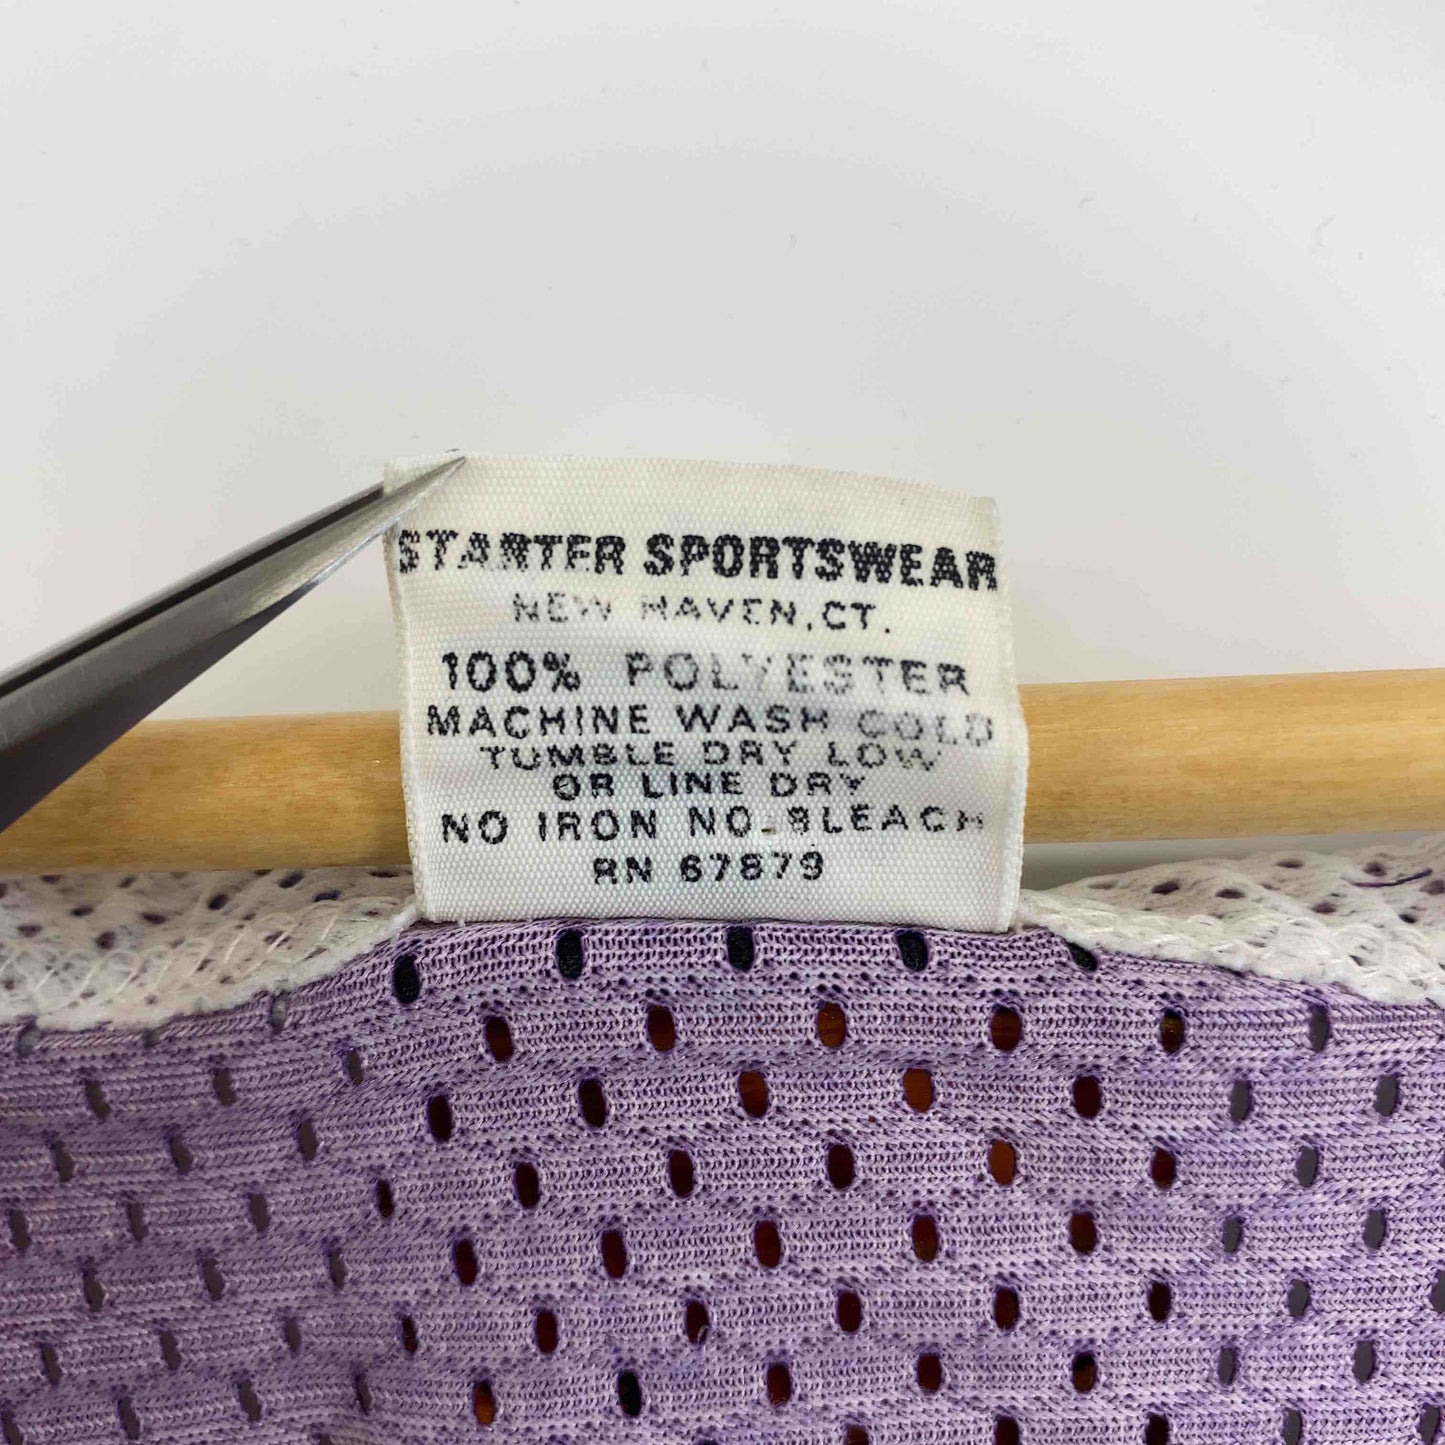 STARTER SPORTSWEAR
NEW HAVEN, CT.
100% POLYESTER
MACHINE WASH COLD
TUMBLE DRY LOW
OR LINE DRY
NO IRON NO BLEACH
RN 67879